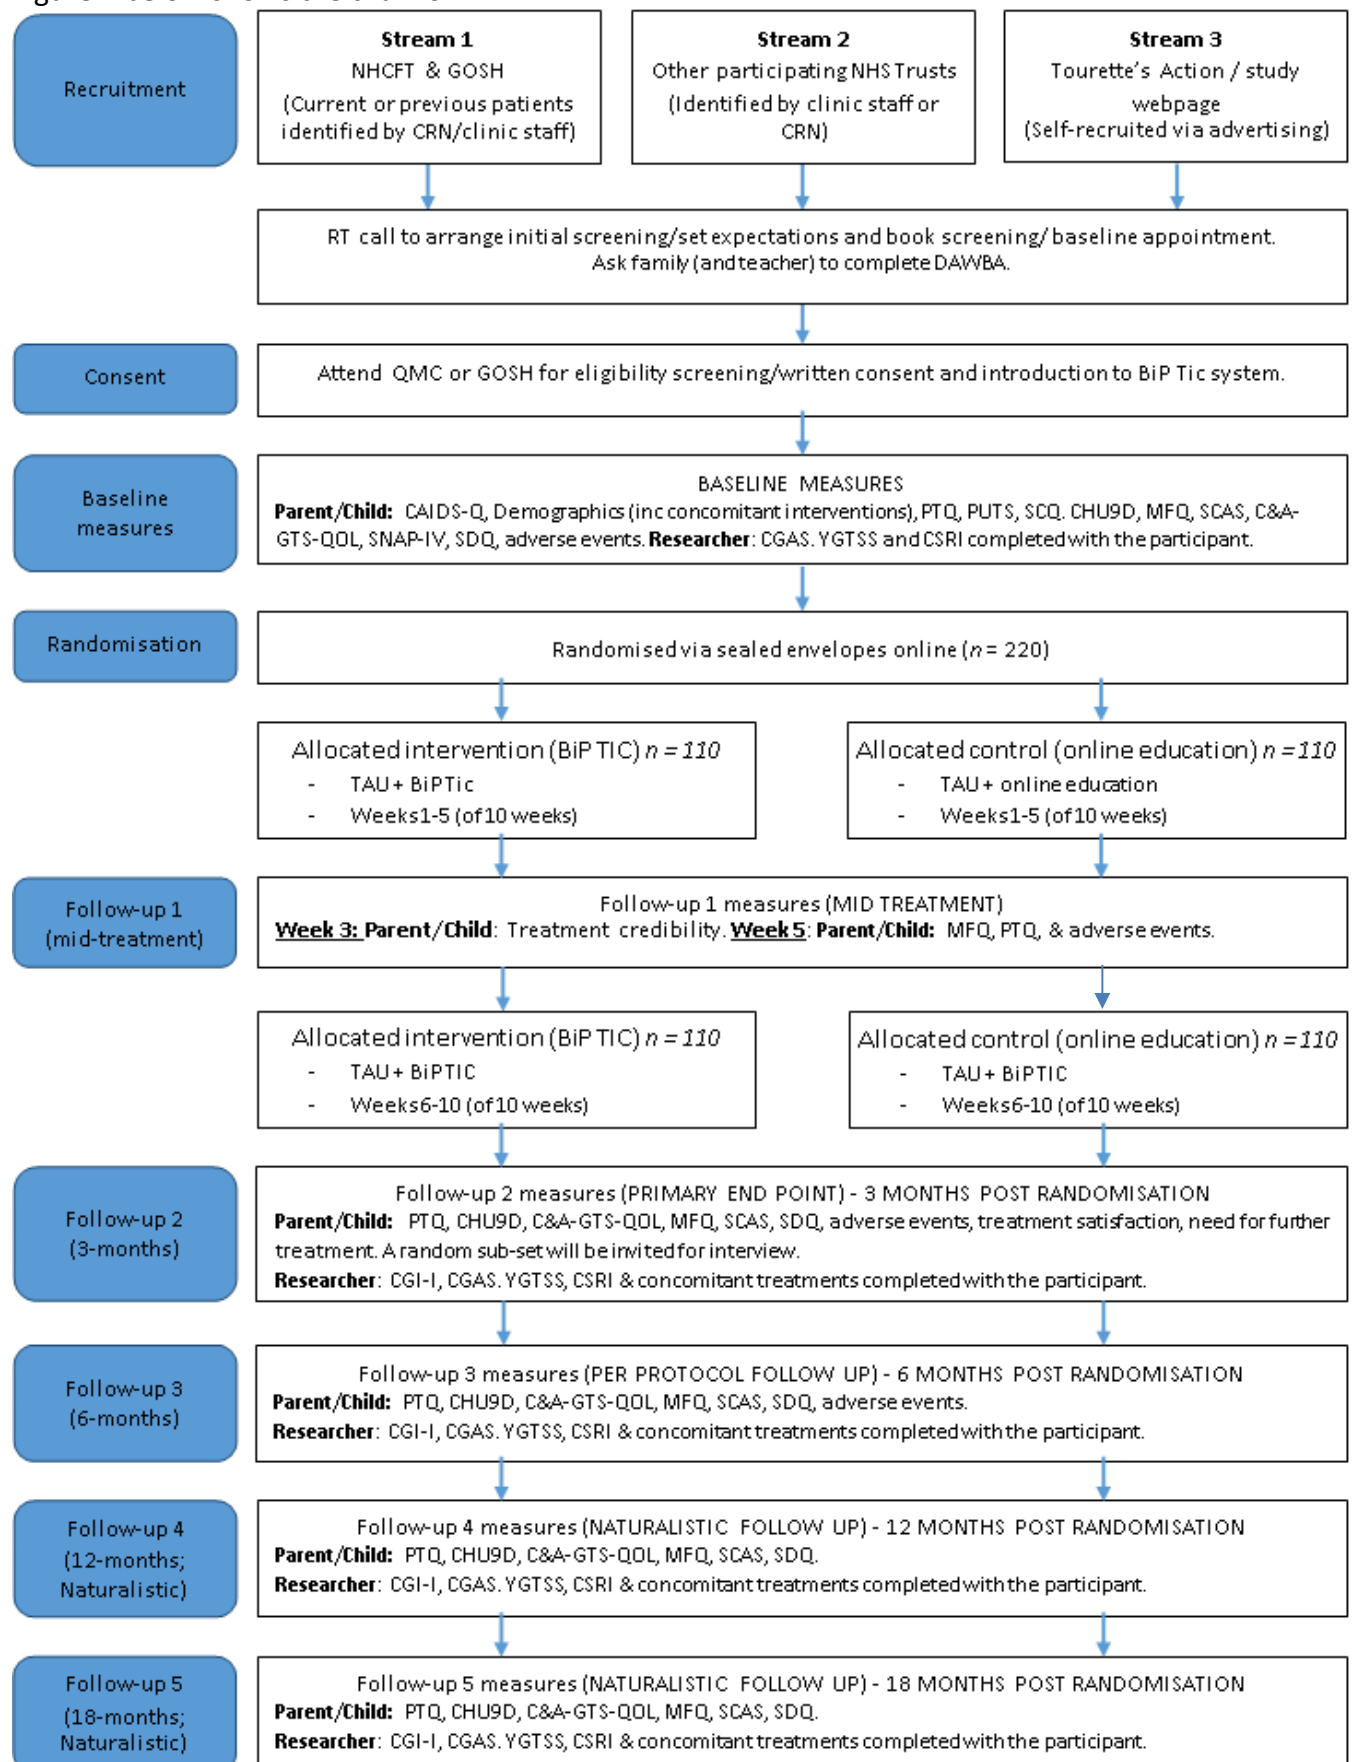 Recruitment
Stream 1
NHCFT & GOSH
(Current or previous patients
identified by CRN/clinic staff)
Stream 2
Other participating NHS Trusts
(Identified by clinic staff or
CRN)
Stream 3
Tourette's Action / study
webpage
(Self-recruited via advertising)
RT call to arrange initial screening/set expectations and book screening/ baseline appointment.
Ask family (and teacher) to complete DAWBA.
Consent
Attend QMC or GOSH for eligibility screening/written consent and introduction to BiP Tic system.
Baseline
measures
BASELINE MEASURES
Parent/Child: CAIDS-Q, Demographics (inc concomitant interventions), PTQ, PUTS, SCQ. CHU9D, MFQ, SCAS, C&A-
GTS-QOL, SNAP-IV, SDQ, adverse events. Researcher: CGAS. YGTSS and CSRI completed with the participant.
Randomisation
Randomised via sealed envelopes online (n = 220)
Allocated intervention (BiP TIC) n = 110
- TAU + BiPTic
- Weeks 1-5 (of 10 weeks)
Allocated control (online education) n = 110
- TAU + online education
- Weeks 1-5 (of 10 weeks)
Follow-up 1
(mid-treatment)
Follow-up 1 measures (MID TREATMENT)
Week 3: Parent/Child: Treatment credibility. Week 5: Parent/Child: MFQ, PTQ, & adverse events.
Allocated intervention (BiP TIC) n = 110
- TAU + BiPTIC
- Weeks 6-10 (of 10 weeks)
Allocated control (online education) n = 110
- TAU + BiPTIC
- Weeks 6-10 (of 10 weeks)
Follow-up 2
(3-months)
Follow-up 2 measures (PRIMARY END POINT) - 3 MONTHS POST RANDOMISATION
Parent/Child: PTQ, CHU9D, C&A-GTS-QOL, MFQ, SCAS, SDQ, adverse events, treatment satisfaction, need for further
treatment. A random sub-set will be invited for interview.
Researcher: CGI-I, CGAS. YGTSS, CSRI & concomitant treatments completed with the participant.
Follow-up 3
(6-months)
Follow-up 3 measures (PER PROTOCOL FOLLOW UP) - 6 MONTHS POST RANDOMISATION
Parent/Child: PTQ, CHU9D, C&A-GTS-QOL, MFQ, SCAS, SDQ, adverse events.
Researcher: CGI-I, CGAS. YGTSS, CSRI & concomitant treatments completed with the participant.
Follow-up 4
(12-months;
Naturalistic)
Follow-up 4 measures (NATURALISTIC FOLLOW UP) - 12 MONTHS POST RANDOMISATION
Parent/Child: PTQ, CHU9D, C&A-GTS-QOL, MFQ, SCAS, SDQ.
Researcher: CGI-I, CGAS. YGTSS, CSRI & concomitant treatments completed with the participant.
Follow-up 5
(18-months;
Naturalistic)
Follow-up 5 measures (NATURALISTIC FOLLOW UP) - 18 MONTHS POST RANDOMISATION
Parent/Child: PTQ, CHU9D, C&A-GTS-QOL, MFQ, SCAS, SDQ.
Researcher: CGI-I, CGAS. YGTSS, CSRI & concomitant treatments completed with the participant.